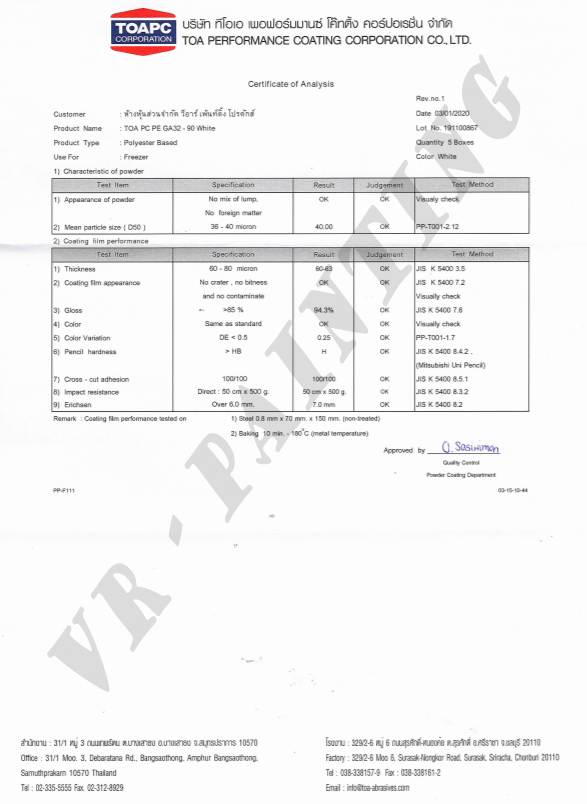 TOAPC
CORPORATION
บริษัท ทีโอเอ เพอฟอร์มมานซ์ โค๊ทติ้ง คอร์ปอเรชั่น จำกัด
TOA PERFORMANCE COATING CORPORATION CO., LTD.
Certificate of Analysis
Rev.no.1
Customer : ห้างหุ้นส่วนจำกัด วีอาร์ เพ้นท์ติ้ง โปรดักส์ Date 03/01/2020
Product Name : TOA PC PE GA32 - 90 White Lot No. 191100867
Product Type : Polyester Based Quantity 5 Boxes
Use For : Freezer Color White
1) Characteristic of powder
Test Item Specification Result Judgement Test Method
1) Appearance of powder No mix of lump, OK OK Visualy check
No foreign matter
2) Mean particle size ( D50 ) 36 - 40 micron 40.00 OK PP-T001-2.12
2) Coating film performance
Test Item Specification Result Judgement Test Method
1) Thickness 60 - 80 micron 60-63 OK JIS K 5400 3.5
2) Coating film appearance No crater , no bitness OK OK JIS K 5400 7.2
and no contaminate Visually check
3) Gloss >85 % 94.3% OK JIS K 5400 7.6
4) Color Same as standard OK OK Visually check
5) Color Variation DE < 0.5 0.25 OK PP-T001-1.7
6) Pencil hardness > HB H OK JIS K 5400 8.4.2 ,
(Mitsubishi Uni Pencil)
7) Cross - cut adhesion 100/100 100/100 OK JIS K 5400 8.5.1
8) Impact resistance Direct : 50 cm x 500 g. 50 cm x 500 g. OK JIS K 5400 8.3.2
9) Erichsen Over 6.0 mm. 7.0 mm OK JIS K 5400 8.2
Remark : Coating film performance tested on 1) Steel 0.8 mm x 70 mm. x 150 mm. (non-treated)
2) Baking 10 min. - 180°C (metal temperature)
Approved by
Quality Control
Powder Coating Department
PP-F111 03-15-10-44
VR - PAINTING
สำนักงาน : 31/1 หมู่ 3 ถนนเทพรัตน ต.บางเสาธง อ.บางเสาธง จ.สมุทรปราการ 10570
Office : 31/1 Moo. 3, Debaratana Rd., Bangsaothong, Amphur Bangsaothong,
Samuthprakarn 10570 Thailand
Tel : 02-335-5555 Fax. 02-312-8929
โรงงาน : 329/2-6 หมู่ 6 ถนนสุรศักดิ์-หนองค้อ ต.สุรศักดิ์ อ.ศรีราชา จ.ชลบุรี 20110
Factory : 329/2-6 Moo 6, Surasak-Nongkor Road, Surasak, Sriracha, Chonburi 20110
Tel : 038-338157-9 Fax : 038-338161-2
Email : info@toa-abrasives.com